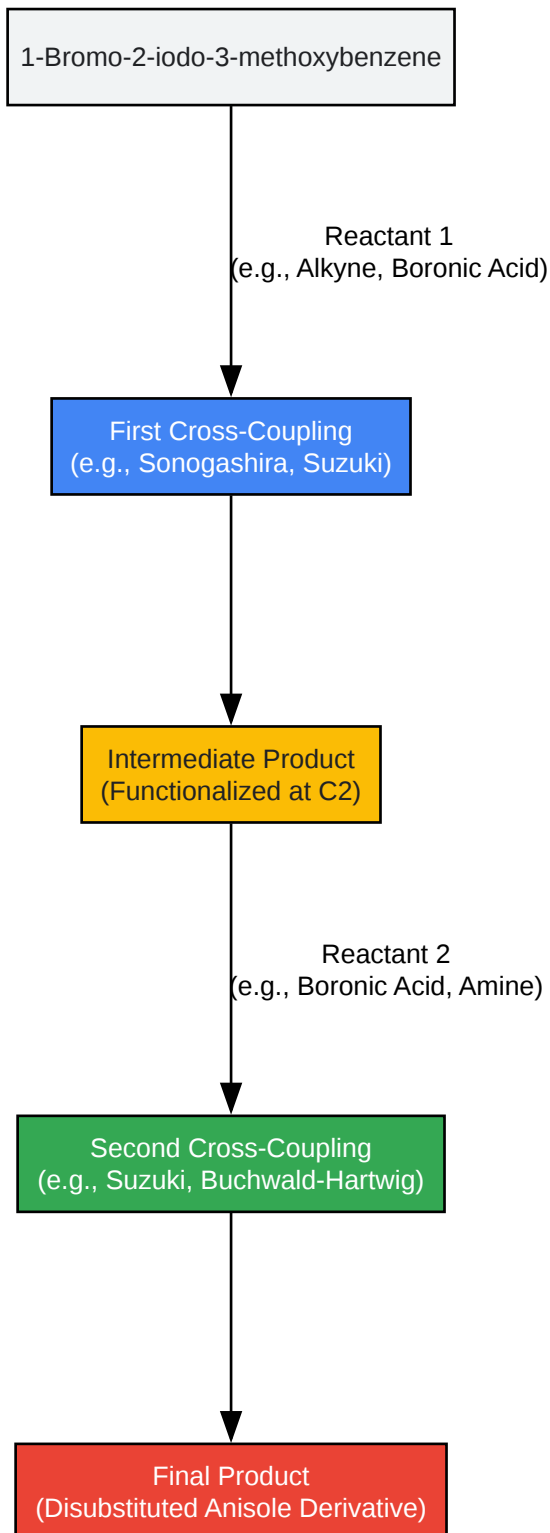 1-Bromo-2-iodo-3-methoxybenzene
Reactant 1
(e.g., Alkyne, Boronic Acid)
First Cross-Coupling
(e.g., Sonogashira, Suzuki)
Intermediate Product
(Functionalized at C2)
Reactant 2
(e.g., Boronic Acid, Amine)
Second Cross-Coupling
(e.g., Suzuki, Buchwald-Hartwig)
Final Product
(Disubstituted Anisole Derivative)